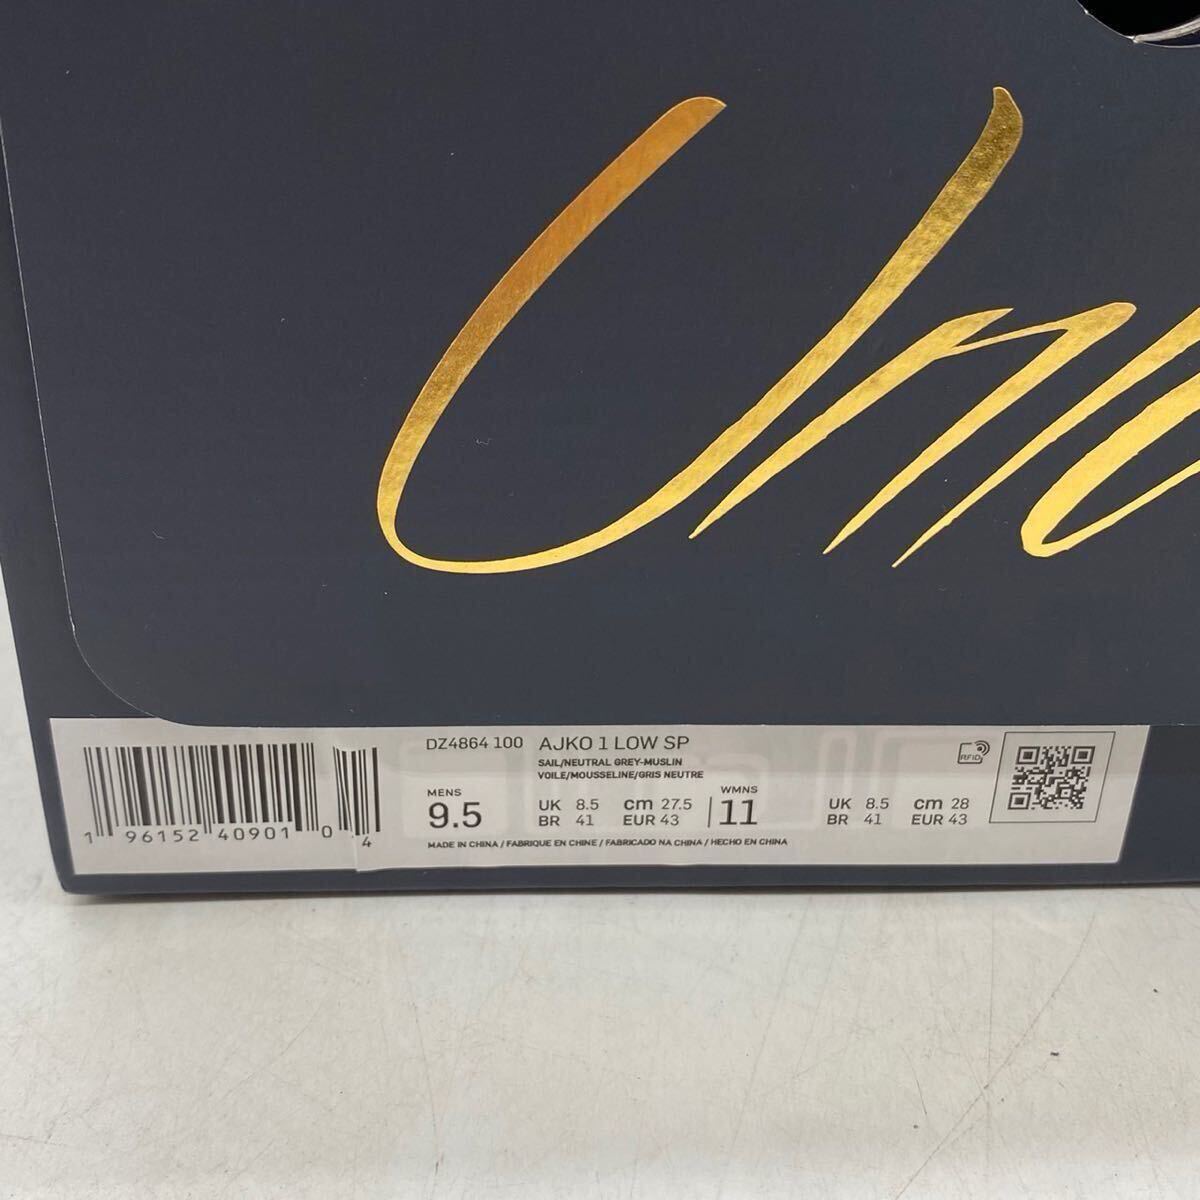 Un
DZ4864 100 AJKO 1 LOW SP
SAIL/NEUTRAL GREY-MUSLIN
VOILE/MOUSSELINE/GRIS NEUTRE
RFID
MENS
9.5
UK 8.5 cm 27.5
BR 41 EUR 43
WMNS
11
UK 8.5 cm 28
BR 41 EUR 43
MADE IN CHINA / FABRIQUE EN CHINE / FABRICADO NA CHINA / HECHO EN CHINA
1 96152 40901 0 4